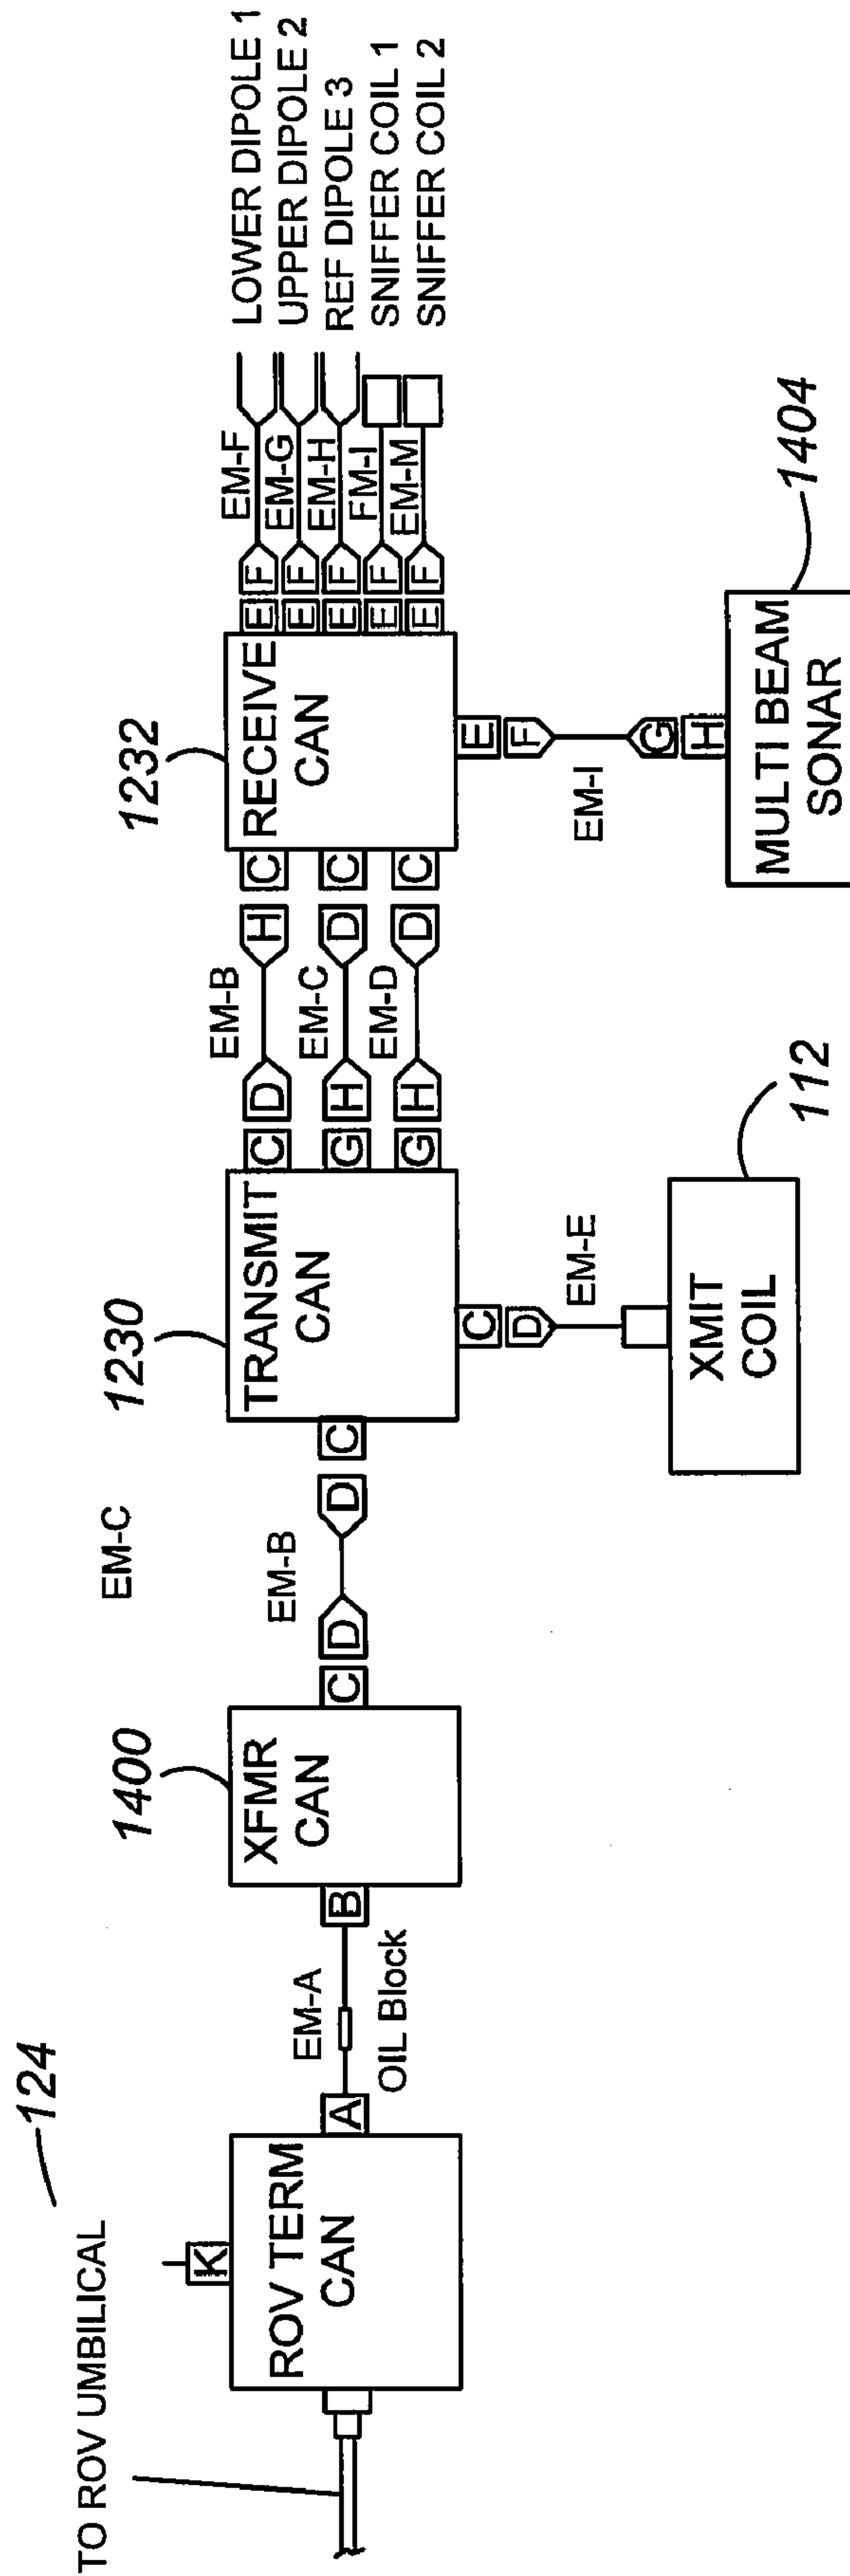 124
TO ROV UMBILICAL
K
ROV TERM
CAN
A
EM-A
OIL Block
B
1400
XFMR
CAN
C
D
EM-B
D
C
EM-C
1230
TRANSMIT
CAN
C
D
EM-E
XMIT
COIL
112
C
D
EM-B
H
C
G
H
EM-C
D
C
G
H
EM-D
D
C
1232
RECEIVE
CAN
E
F
EM-I
G
H
MULTI BEAM
SONAR
1404
E
F
EM-F
LOWER DIPOLE 1
E
F
EM-G
UPPER DIPOLE 2
E
F
EM-H
REF DIPOLE 3
E
F
FM-I
SNIFFER COIL 1
E
F
EM-M
SNIFFER COIL 2